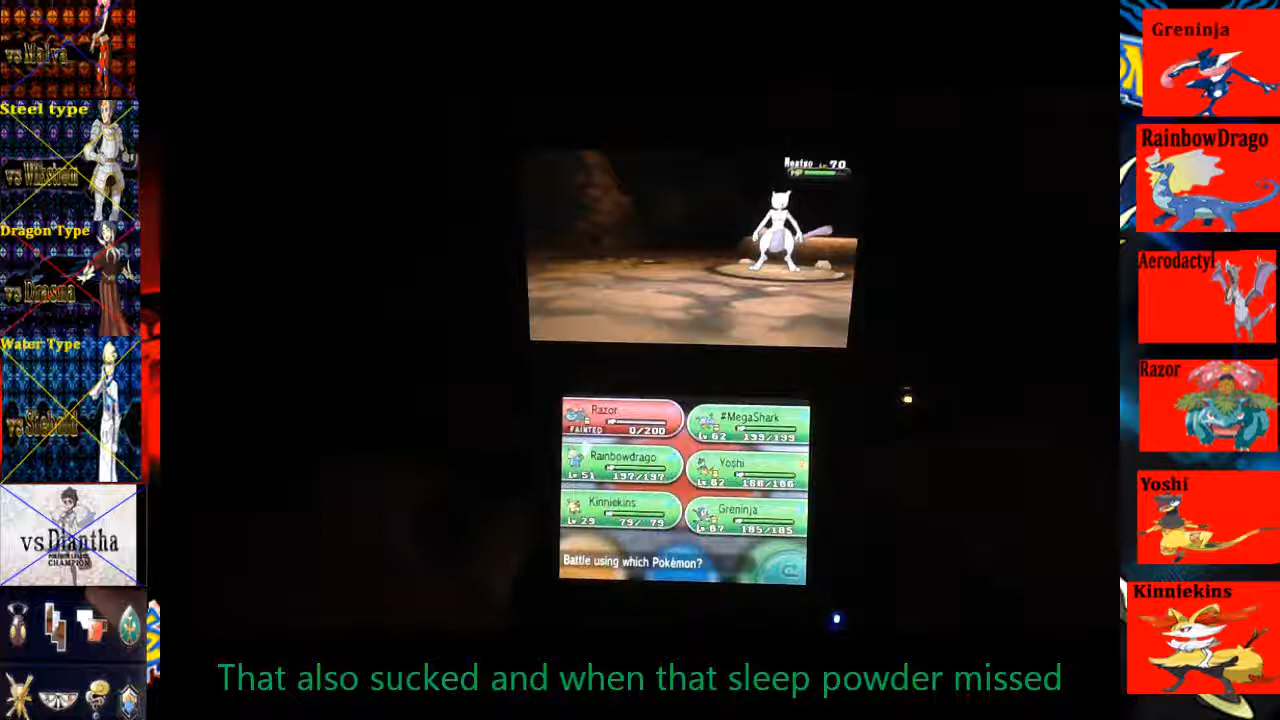 vs Malva
Steel type
vs Wikstrom
Dragon Type
vs Drasna
Water Type
vs Siebold
vs Diantha
POKÉMON LEAGUE
CHAMPION
Mewtwo Lv.70
HP
Razor
FAINTED 0/200
#MegaShark
Lv.62 199/199
Rainbowdrago
Lv.51 197/197
Yoshi
Lv.62 186/186
Kinniekins
Lv.29 79/79
Greninja
Lv.67 185/185
Battle using which Pokémon?
Greninja
RainbowDrago
Aerodactyl
Razor
Yoshi
Kinniekins
That also sucked and when that sleep powder missed